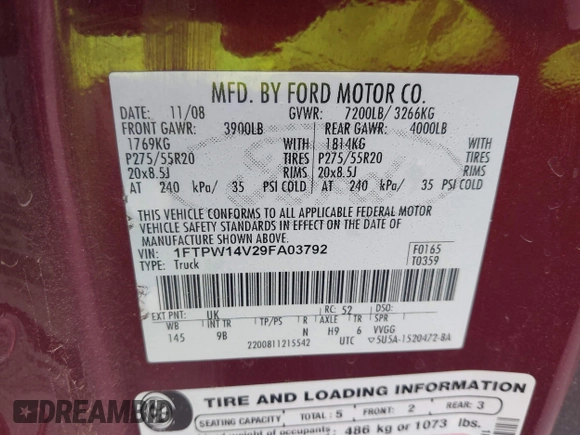 MFD. BY FORD MOTOR CO.
DATE: 11/08 GVWR: 7200LB/ 3266KG
FRONT GAWR: 3900LB REAR GAWR: 4000LB
1769KG WITH 1814KG WITH
P275/55R20 TIRES P275/55R20 TIRES
20x8.5J RIMS 20x8.5J RIMS
AT 240 kPa/ 35 PSI COLD AT 240 kPa/ 35 PSI COLD
THIS VEHICLE CONFORMS TO ALL APPLICABLE FEDERAL MOTOR
VEHICLE SAFETY STANDARDS IN EFFECT ON THE DATE OF
MANUFACTURE SHOWN ABOVE.
VIN: 1FTPW14V29FA03792 F0165
TYPE: Truck T0359
EXT PNT: UK RC: 52 DSO:
WB INT TR TP/PS R AXLE TR SPR
145 9B N H9 6 VVGG
2200811215542 UTC 5U5A-1520472-BA
TIRE AND LOADING INFORMATION
SEATING CAPACITY TOTAL: 5 FRONT: 2 REAR: 3
weight of occupants 486 kg or 1073 lbs.
DREAMBID